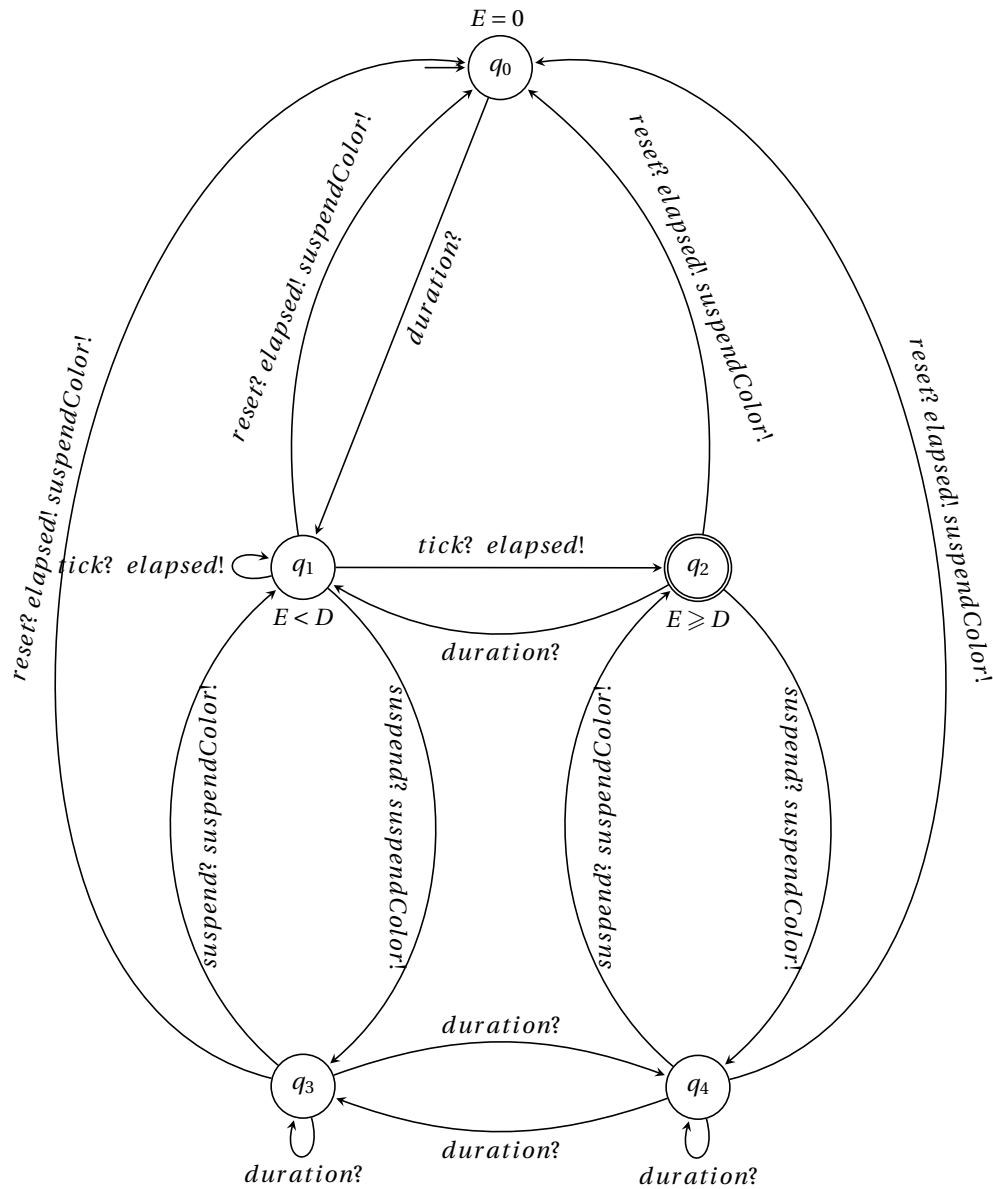 E = 0
q0
reset? elapsed! suspendColor!
reset? elapsed! suspendColor!
duration?
reset? elapsed! suspendColor!
reset? elapsed! suspendColor!
tick? elapsed!
q1
E < D
tick? elapsed!
q2
E ⩾ D
duration?
suspend? suspendColor!
suspend? suspendColor!
suspend? suspendColor!
suspend? suspendColor!
duration?
q3
q4
duration?
duration?
duration?